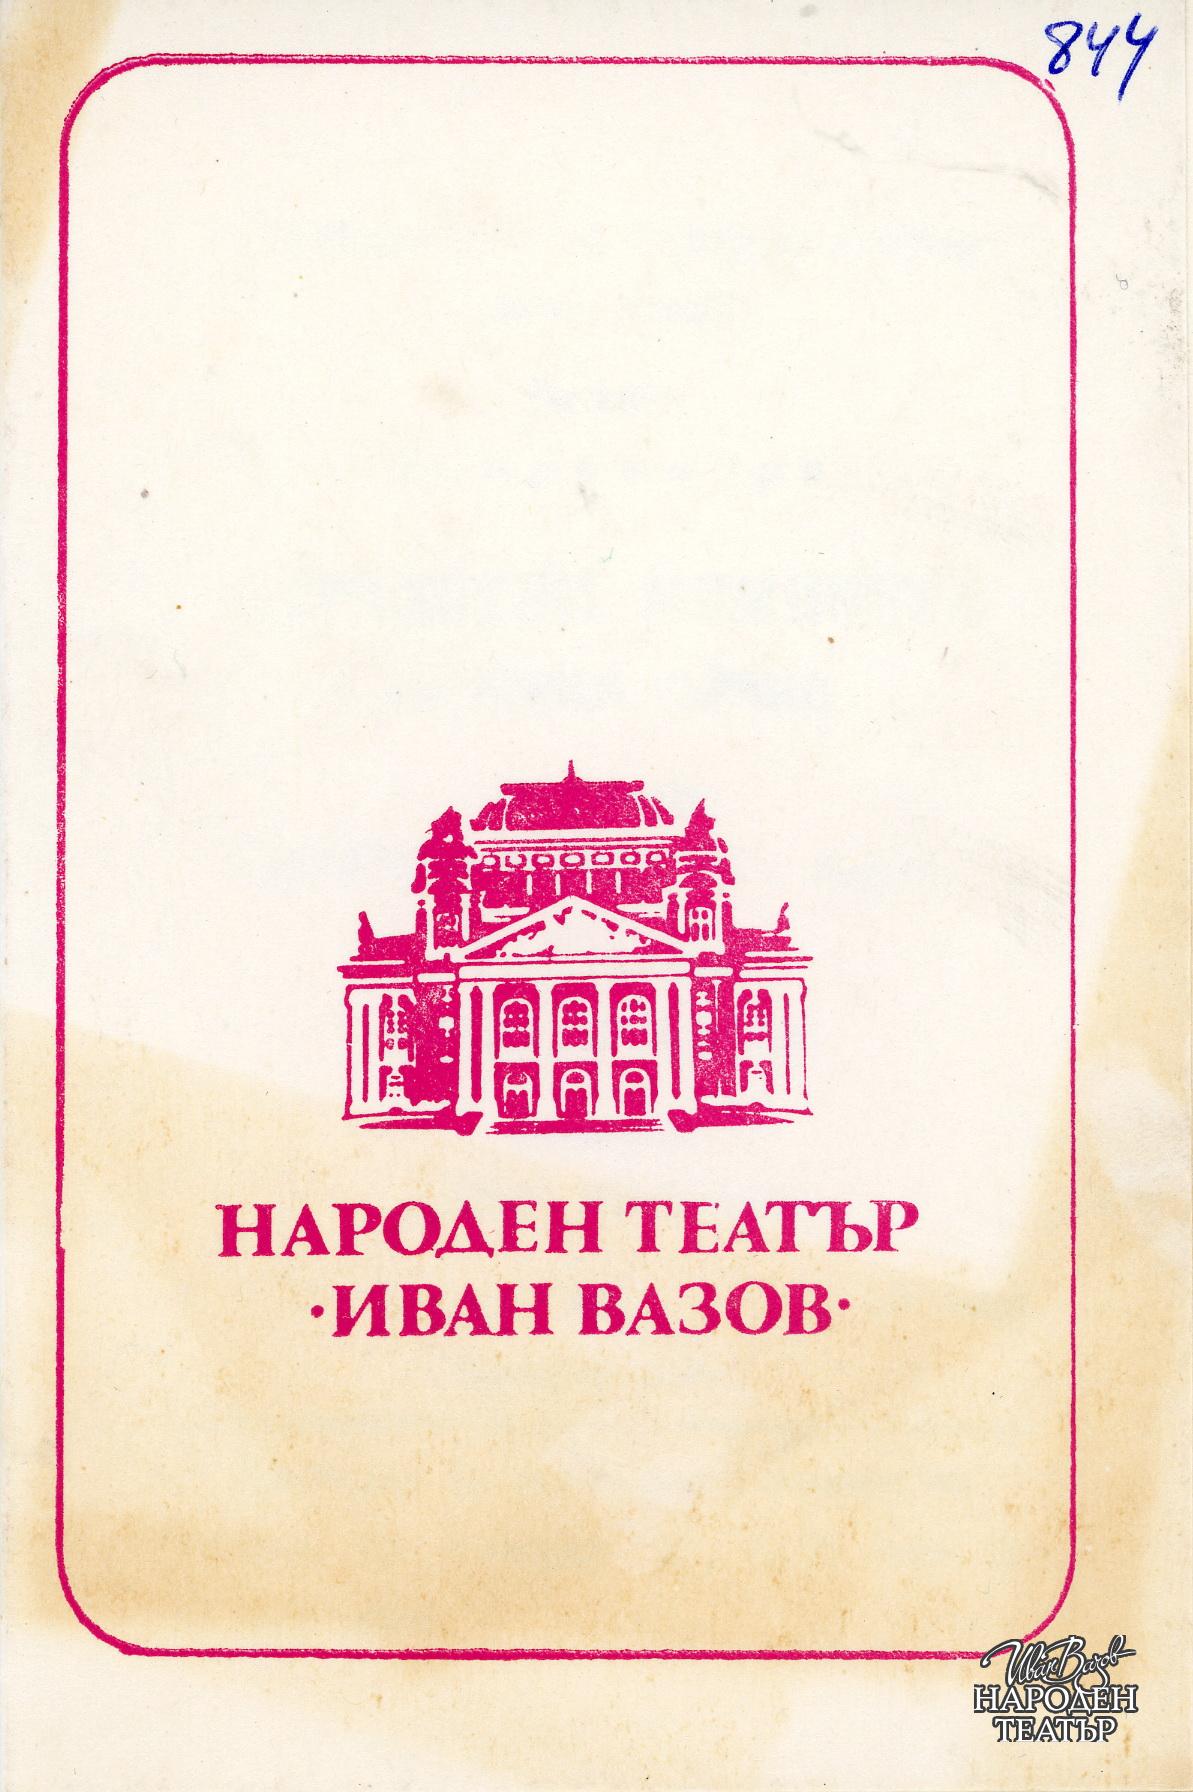 844
НАРОДЕН ТЕАТЪР
·ИВАН ВАЗОВ·
Иван Вазов
НАРОДЕН
ТЕАТЪР